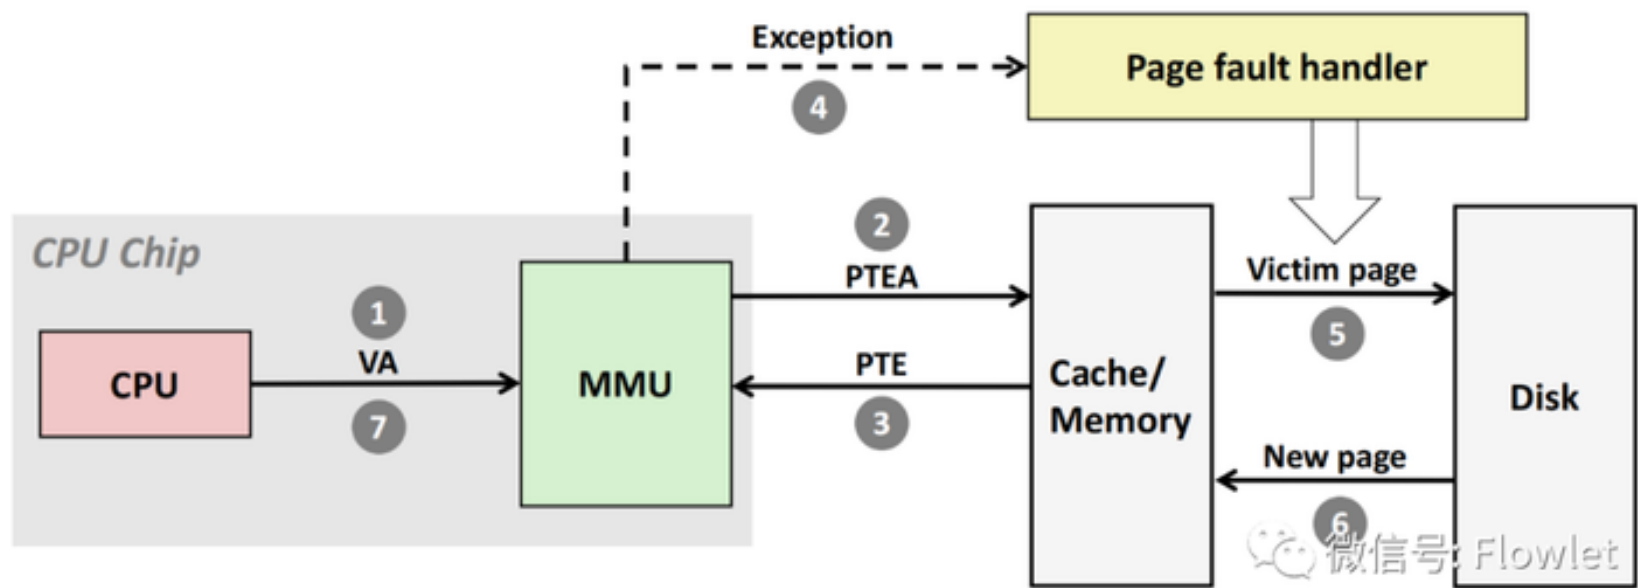 Exception
4
Page fault handler
CPU Chip
2
PTEA
Victim page
5
1
VA
7
CPU
MMU
PTE
3
Cache/
Memory
Disk
New page
6
微信号: Flowlet